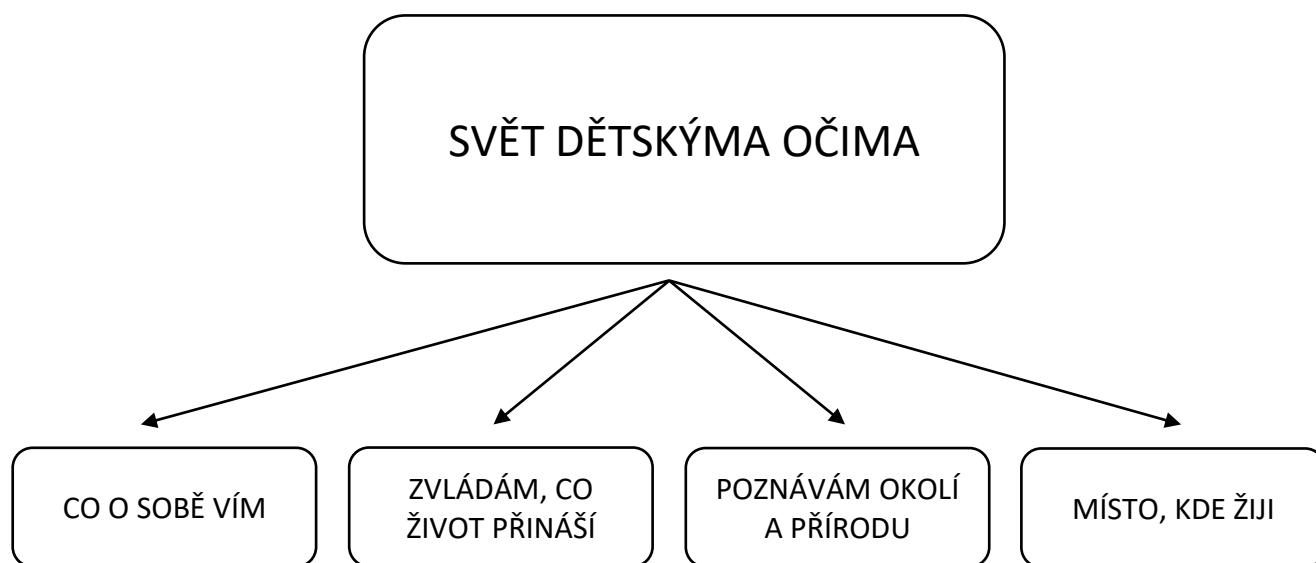 SVĚT DĚTSKÝMA OČIMA
CO O SOBĚ VÍM
ZVLÁDÁM, CO
ŽIVOT PŘINÁŠÍ
POZNÁVÁM OKOLÍ
A PŘÍRODU
MÍSTO, KDE ŽIJI